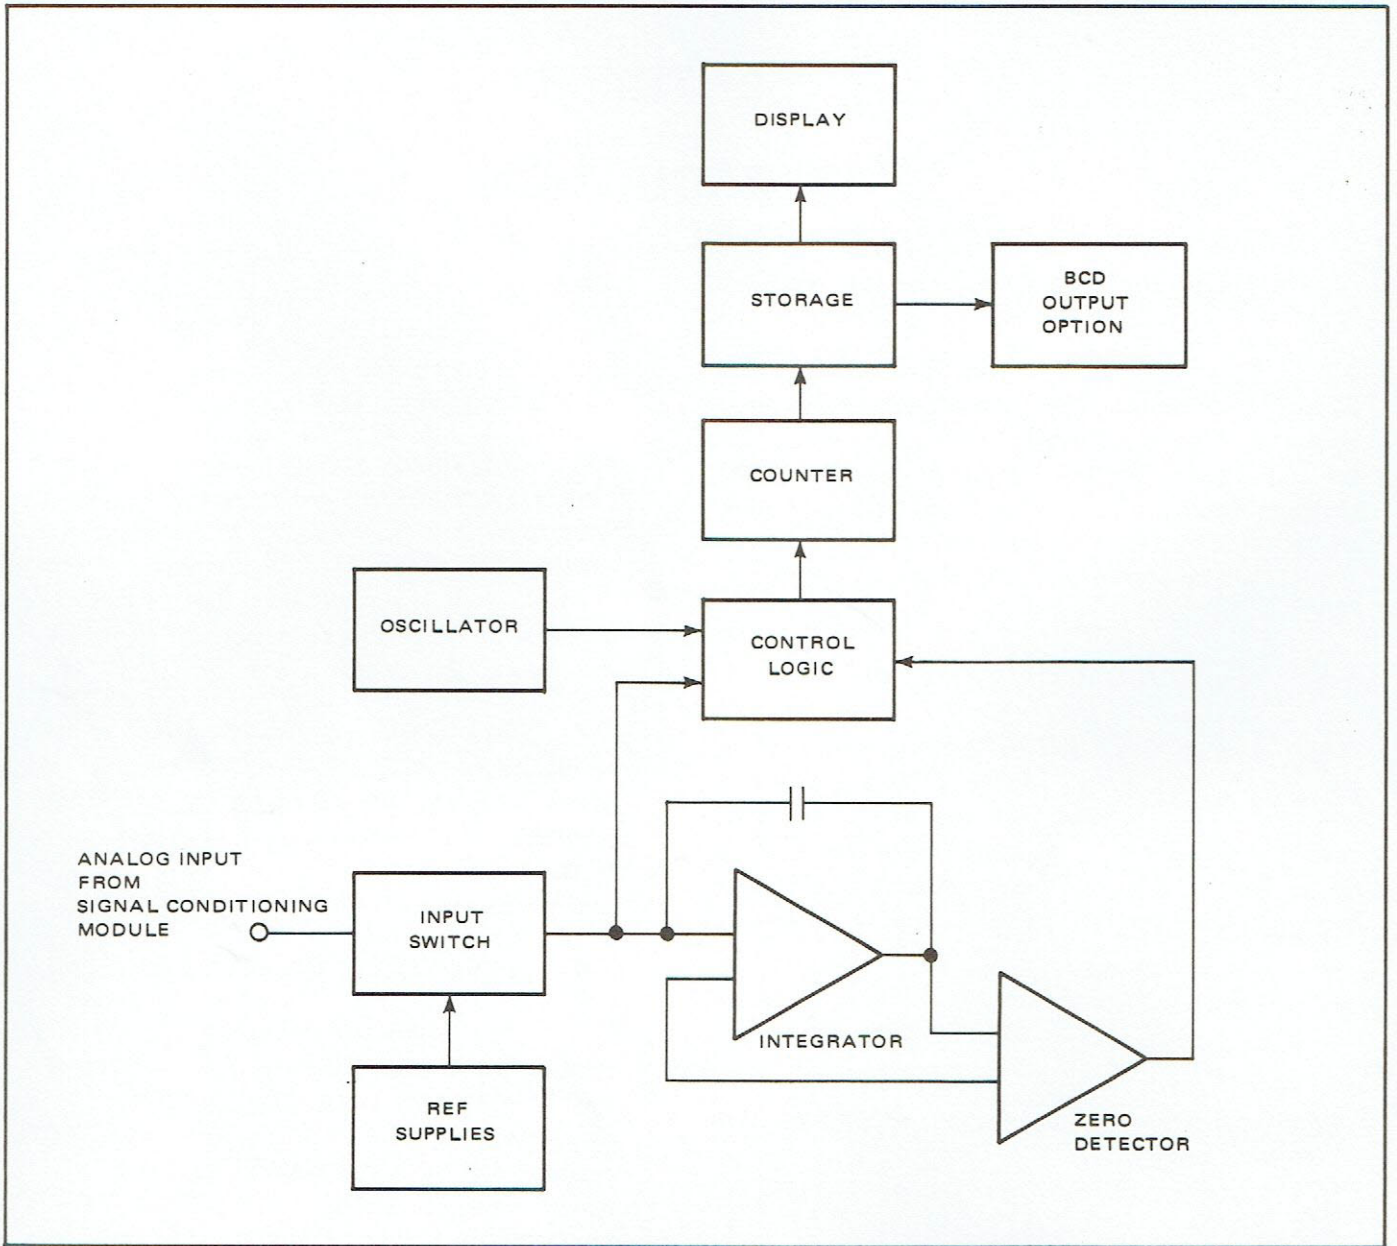 DISPLAY
STORAGE
BCD
OUTPUT
OPTION
COUNTER
OSCILLATOR
CONTROL
LOGIC
ANALOG INPUT
FROM
SIGNAL CONDITIONING
MODULE
INPUT
SWITCH
INTEGRATOR
REF
SUPPLIES
ZERO
DETECTOR